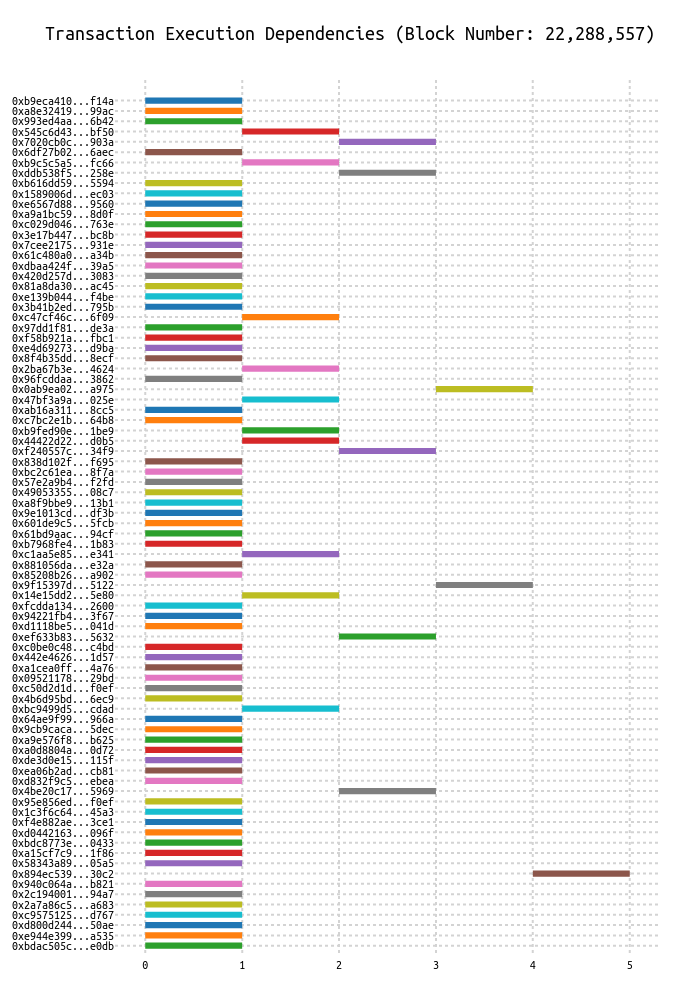 Transaction Execution Dependencies (Block Number: 22,288,557)
0xb9eca410...f14a
0xa8e32419...99ac
0x993ed4aa...6b42
0x545c6d43...bf50
0x7020cb0c...903a
0x6df27b02...6aec
0xb9c5c5a5...fc66
0xddb538f5...258e
0xb616dd59...5594
0x1589006d...ec03
0xe6567d88...9560
0xa9a1bc59...8d0f
0xc029d046...763e
0x3e17b447...bc8b
0x7cee2175...931e
0x61c480a0...a34b
0xdbaa424f...39a5
0x420d257d...3083
0x81a8da30...ac45
0xe139b044...f4be
0x3b41b2ed...795b
0xc47cf46c...6f09
0x97dd1f81...de3a
0xf58b921a...fbc1
0xe4d69273...d9ba
0x8f4b35dd...8ecf
0x2ba67b3e...4624
0x96fcddaa...3862
0x0ab9ea02...a975
0x47bf3a9a...025e
0xab16a311...8cc5
0xc7bc2e1b...64b8
0xb9fed90e...1be9
0x44422d22...d0b5
0xf240557c...34f9
0x838d102f...f695
0xbc2c61ea...8f7a
0x57e2a9b4...f2fd
0x49053355...08c7
0xa8f9bbe9...13b1
0x9e1013cd...df3b
0x601de9c5...5fcb
0x61bd9aac...94cf
0xb7968fe4...1b83
0xc1aa5e85...e341
0x881056da...e32a
0x85208b26...a902
0x9f15397d...5122
0x14e15dd2...5e80
0xfcdda134...2600
0x94221fb4...3f67
0xd1118be5...041d
0xef633b83...5632
0xc0be0c48...c4bd
0x442e4626...1d57
0xa1cea0ff...4a76
0x09521178...29bd
0xc50d2d1d...f0ef
0x4b6d95bd...6ec9
0xbc9499d5...cdad
0x64ae9f99...966a
0x9cb9caca...5dec
0xa9e576f8...b625
0xa0d8804a...0d72
0xde3d0e15...115f
0xea06b2ad...cb81
0xd832f9c5...ebea
0x4be20c17...5969
0x95e856ed...f0ef
0x1c3f6c64...45a3
0xf4e882ae...3ce1
0xd0442163...096f
0xbdc8773e...0433
0xa15cf7c9...1f86
0x58343a89...05a5
0x894ec539...30c2
0x940c064a...b821
0x2c194001...94a7
0x2a7a86c5...a683
0xc9575125...d767
0xd800d244...50ae
0xe944e399...a535
0xbdac505c...e0db
0 1 2 3 4 5